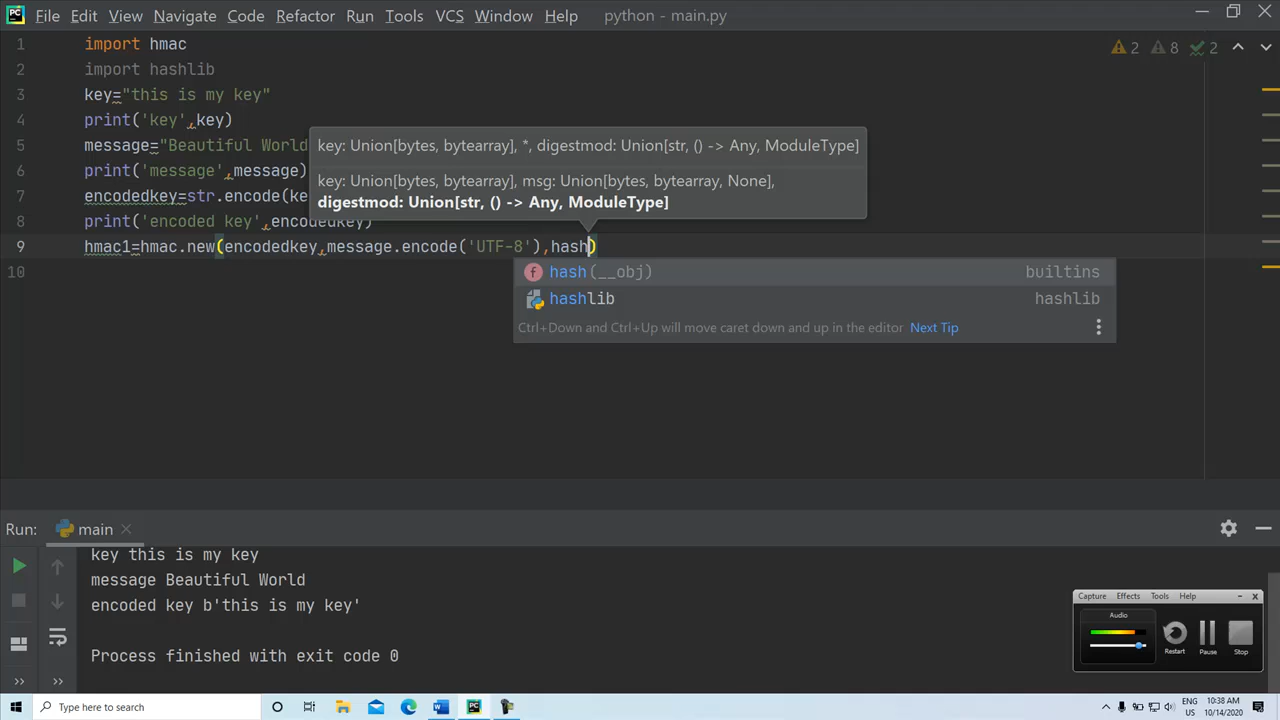 PC File Edit View Navigate Code Refactor Run Tools VCS Window Help python - main.py
1 import hmac
2 import hashlib
3 key="this is my key"
4 print('key',key)
5 message="Beautiful World
6 print('message',message)
7 encodedkey=str.encode(ke
8 print('encoded key',encodedkey)
9 hmac1=hmac.new(encodedkey,message.encode('UTF-8'),hash)
10
2 8 2
key: Union[bytes, bytearray], *, digestmod: Union[str, () -> Any, ModuleType]
key: Union[bytes, bytearray], msg: Union[bytes, bytearray, None],
digestmod: Union[str, () -> Any, ModuleType]
f hash(__obj) builtins
hashlib hashlib
Ctrl+Down and Ctrl+Up will move caret down and up in the editor Next Tip
Run: main
key this is my key
message Beautiful World
encoded key b'this is my key'
Process finished with exit code 0
Capture Effects Tools Help
Audio
Restart Pause Stop
Type here to search
ENG 10:38 AM
US 10/14/2020